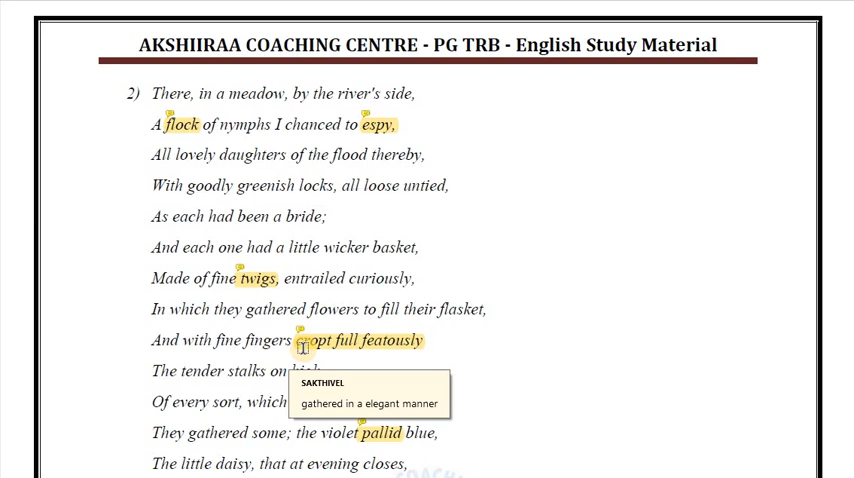 AKSHIIRAA COACHING CENTRE - PG TRB - English Study Material
2) There, in a meadow, by the river's side,
A flock of nymphs I chanced to espy,
All lovely daughters of the flood thereby,
With goodly greenish locks, all loose untied,
As each had been a bride;
And each one had a little wicker basket,
Made of fine twigs, entrailed curiously,
In which they gathered flowers to fill their flasket,
And with fine fingers cropt full featously
The tender stalks on
SAKTHIVEL
gathered in a elegant manner
Of every sort, which
They gathered some; the violet pallid blue,
The little daisy, that at evening closes,